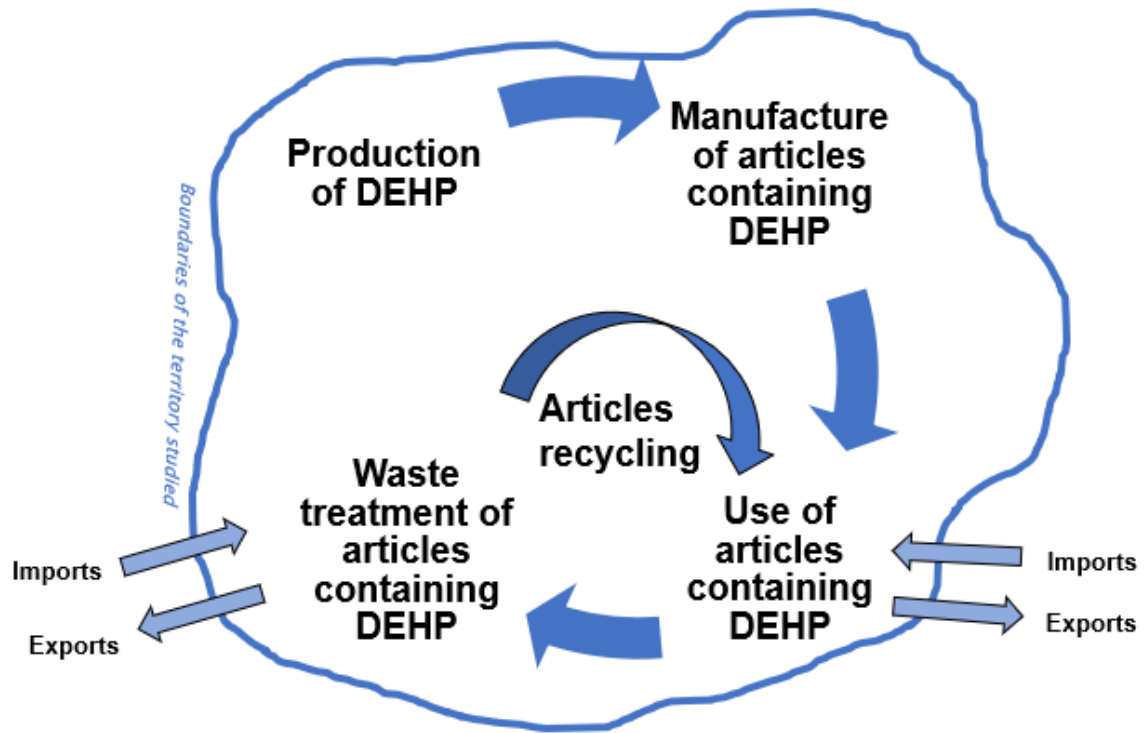 Production
of DEHP
Manufacture
of articles
containing
DEHP
Boundaries of the territory studied
Articles
recycling
Waste
treatment of
articles
containing
DEHP
Use of
articles
containing
DEHP
Imports
Exports
Imports
Exports